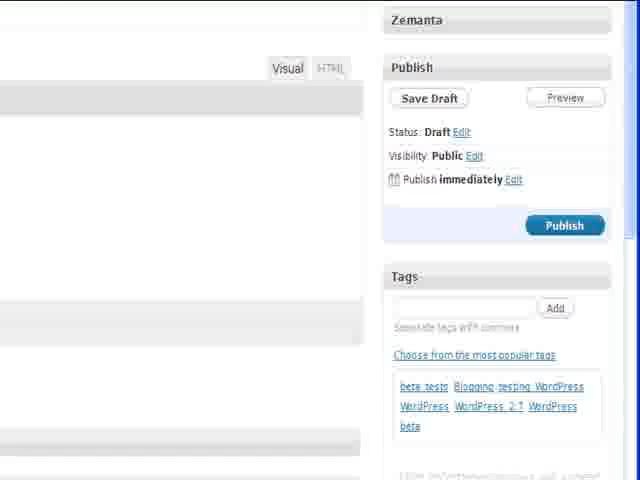 Zemanta
Visual HTML
Publish
Save Draft Preview
Status: Draft Edit
Visibility: Public Edit
Publish immediately Edit
Publish
Tags
Add
Separate tags with commas
Choose from the most popular tags
beta tests Blogging testing WordPress
WordPress WordPress 2.7 WordPress
beta